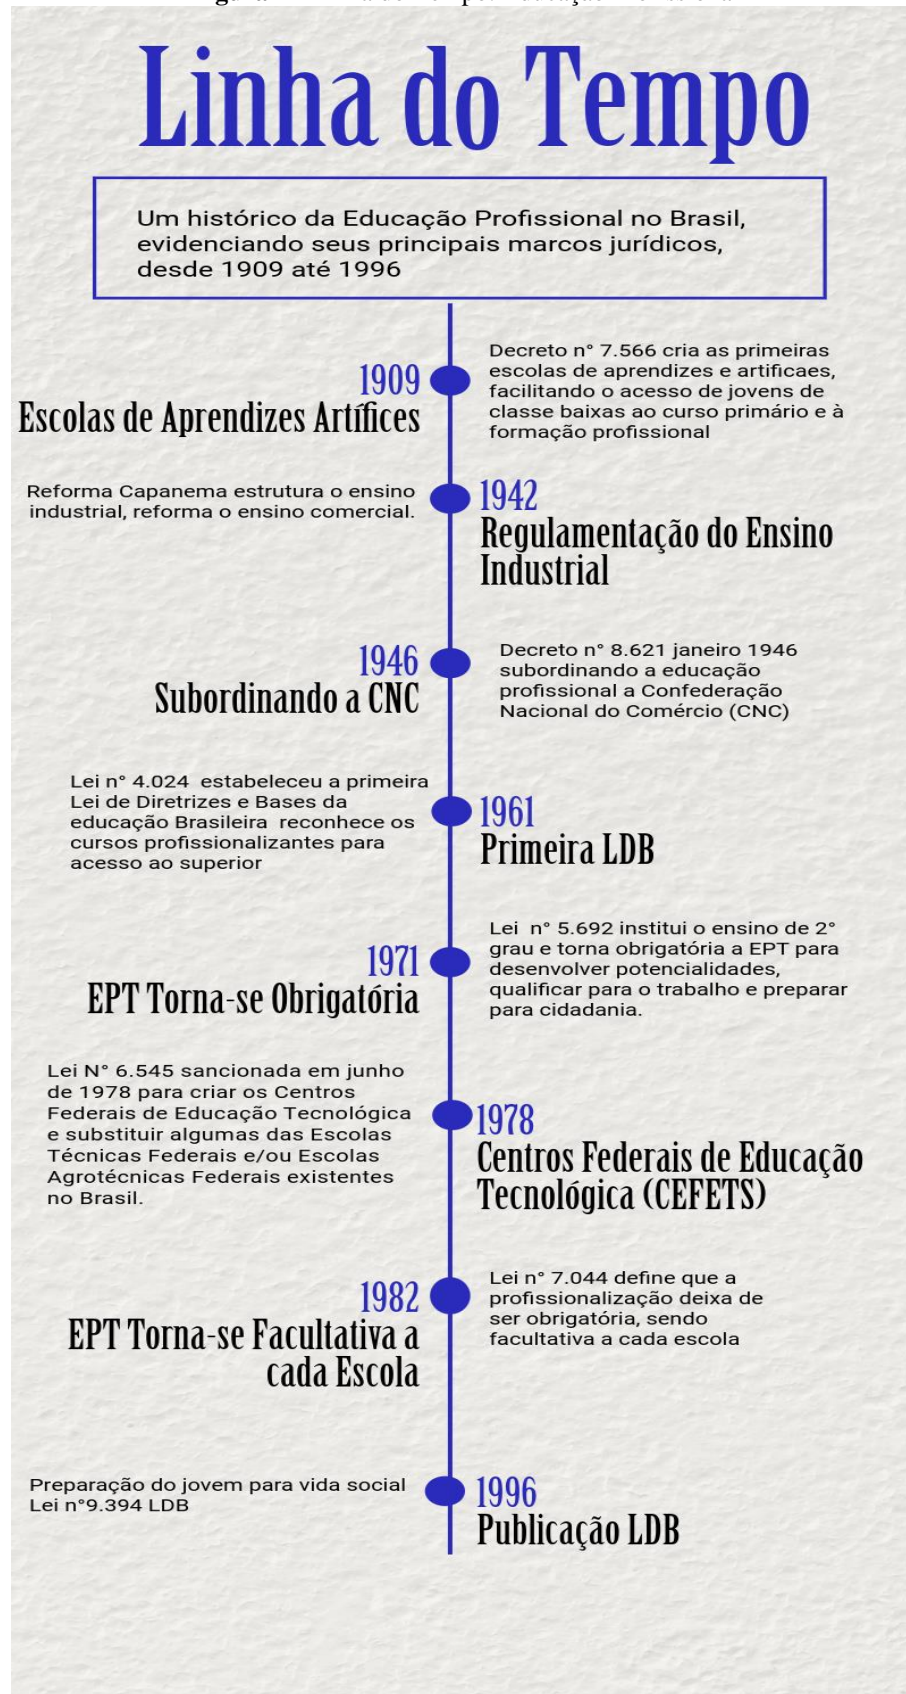 Linha do Tempo
Um histórico da Educação Profissional no Brasil,
evidenciando seus principais marcos jurídicos,
desde 1909 até 1996
1909
Escolas de Aprendizes Artífices
Decreto n° 7.566 cria as primeiras
escolas de aprendizes e artificaes,
facilitando o acesso de jovens de
classe baixas ao curso primário e à
formação profissional
Reforma Capanema estrutura o ensino
industrial, reforma o ensino comercial.
1942
Regulamentação do Ensino
Industrial
1946
Subordinando a CNC
Decreto n° 8.621 janeiro 1946
subordinando a educação
profissional a Confederação
Nacional do Comércio (CNC)
Lei n° 4.024 estabeleceu a primeira
Lei de Diretrizes e Bases da
educação Brasileira reconhece os
cursos profissionalizantes para
acesso ao superior
1961
Primeira LDB
1971
EPT Torna-se Obrigatória
Lei n° 5.692 institui o ensino de 2°
grau e torna obrigatória a EPT para
desenvolver potencialidades,
qualificar para o trabalho e preparar
para cidadania.
Lei N° 6.545 sancionada em junho
de 1978 para criar os Centros
Federais de Educação Tecnológica
e substituir algumas das Escolas
Técnicas Federais e/ou Escolas
Agrotécnicas Federais existentes
no Brasil.
1978
Centros Federais de Educação
Tecnológica (CEFETS)
1982
EPT Torna-se Facultativa a
cada Escola
Lei n° 7.044 define que a
profissionalização deixa de
ser obrigatória, sendo
facultativa a cada escola
Preparação do jovem para vida social
Lei n°9.394 LDB
1996
Publicação LDB